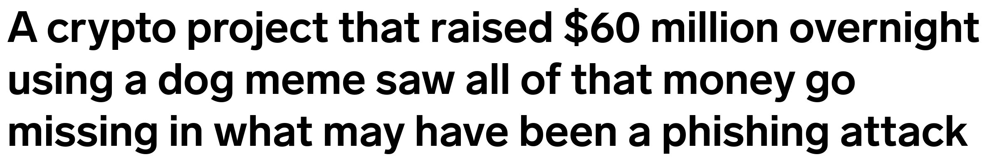 A crypto project that raised $60 million overnight
using a dog meme saw all of that money go
missing in what may have been a phishing attack